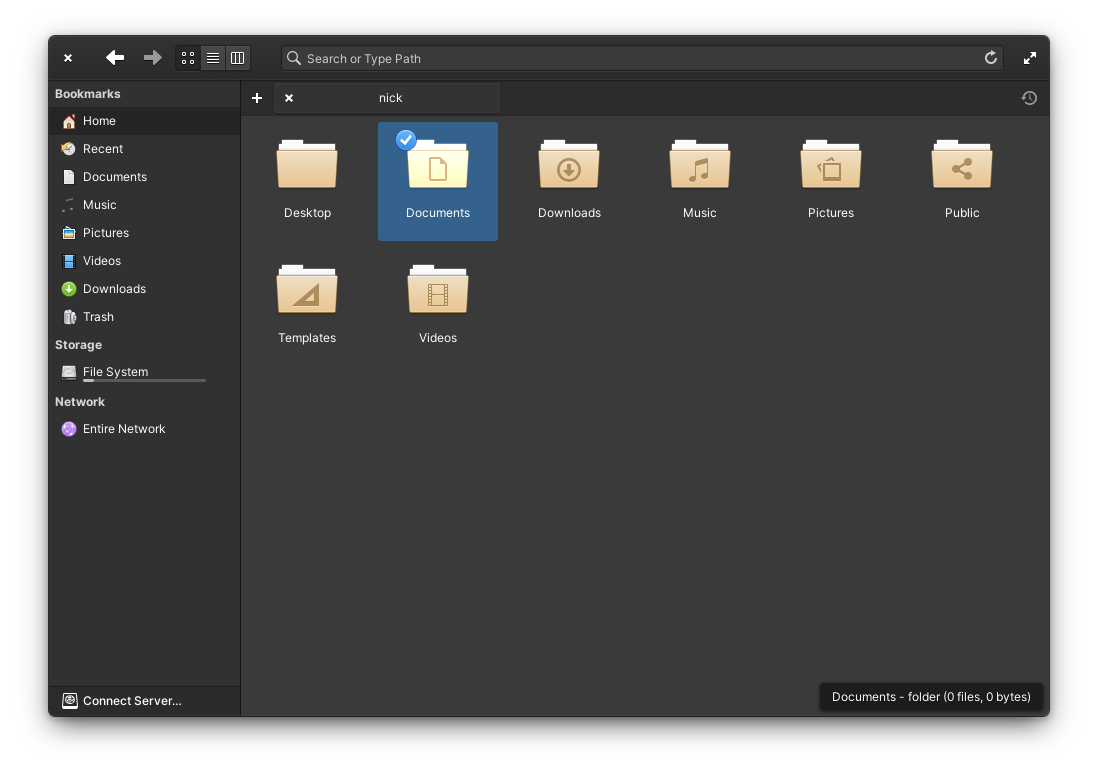 Search or Type Path
Bookmarks
Home
Recent
Documents
Music
Pictures
Videos
Downloads
Trash
Storage
File System
Network
Entire Network
Connect Server...
nick
Desktop
Documents
Downloads
Music
Pictures
Public
Templates
Videos
Documents - folder (0 files, 0 bytes)